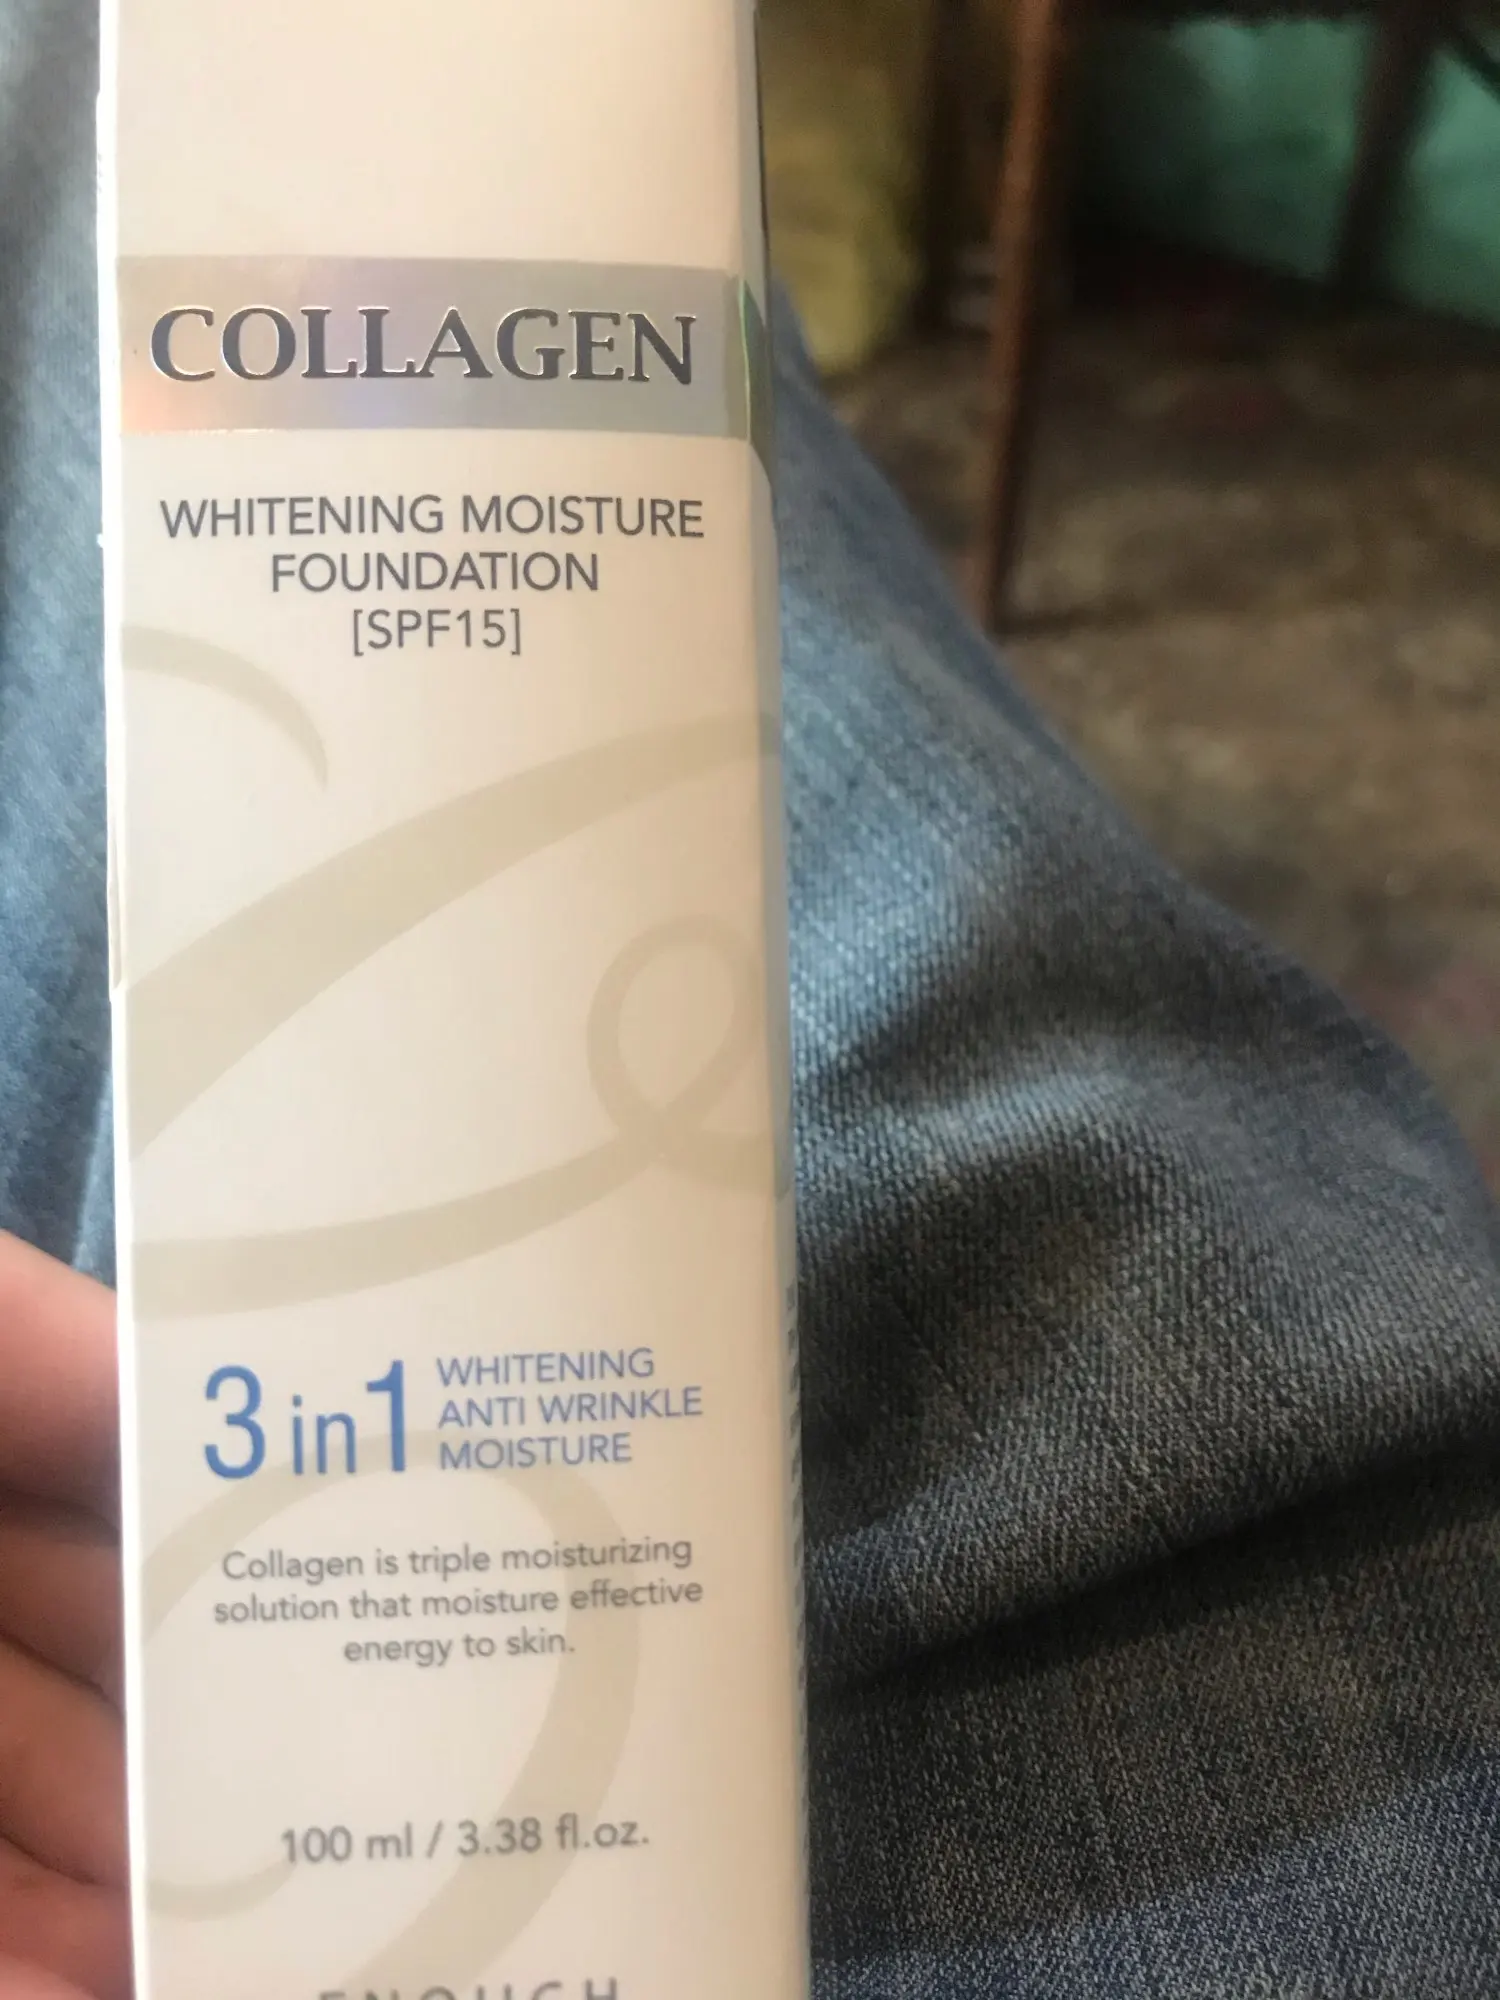 COLLAGEN
WHITENING MOISTURE
FOUNDATION
[SPF15]
3 in 1
WHITENING
ANTI WRINKLE
MOISTURE
Collagen is triple moisturizing
solution that moisture effective
energy to skin.
100 ml / 3.38 fl.oz.
ENOUGH